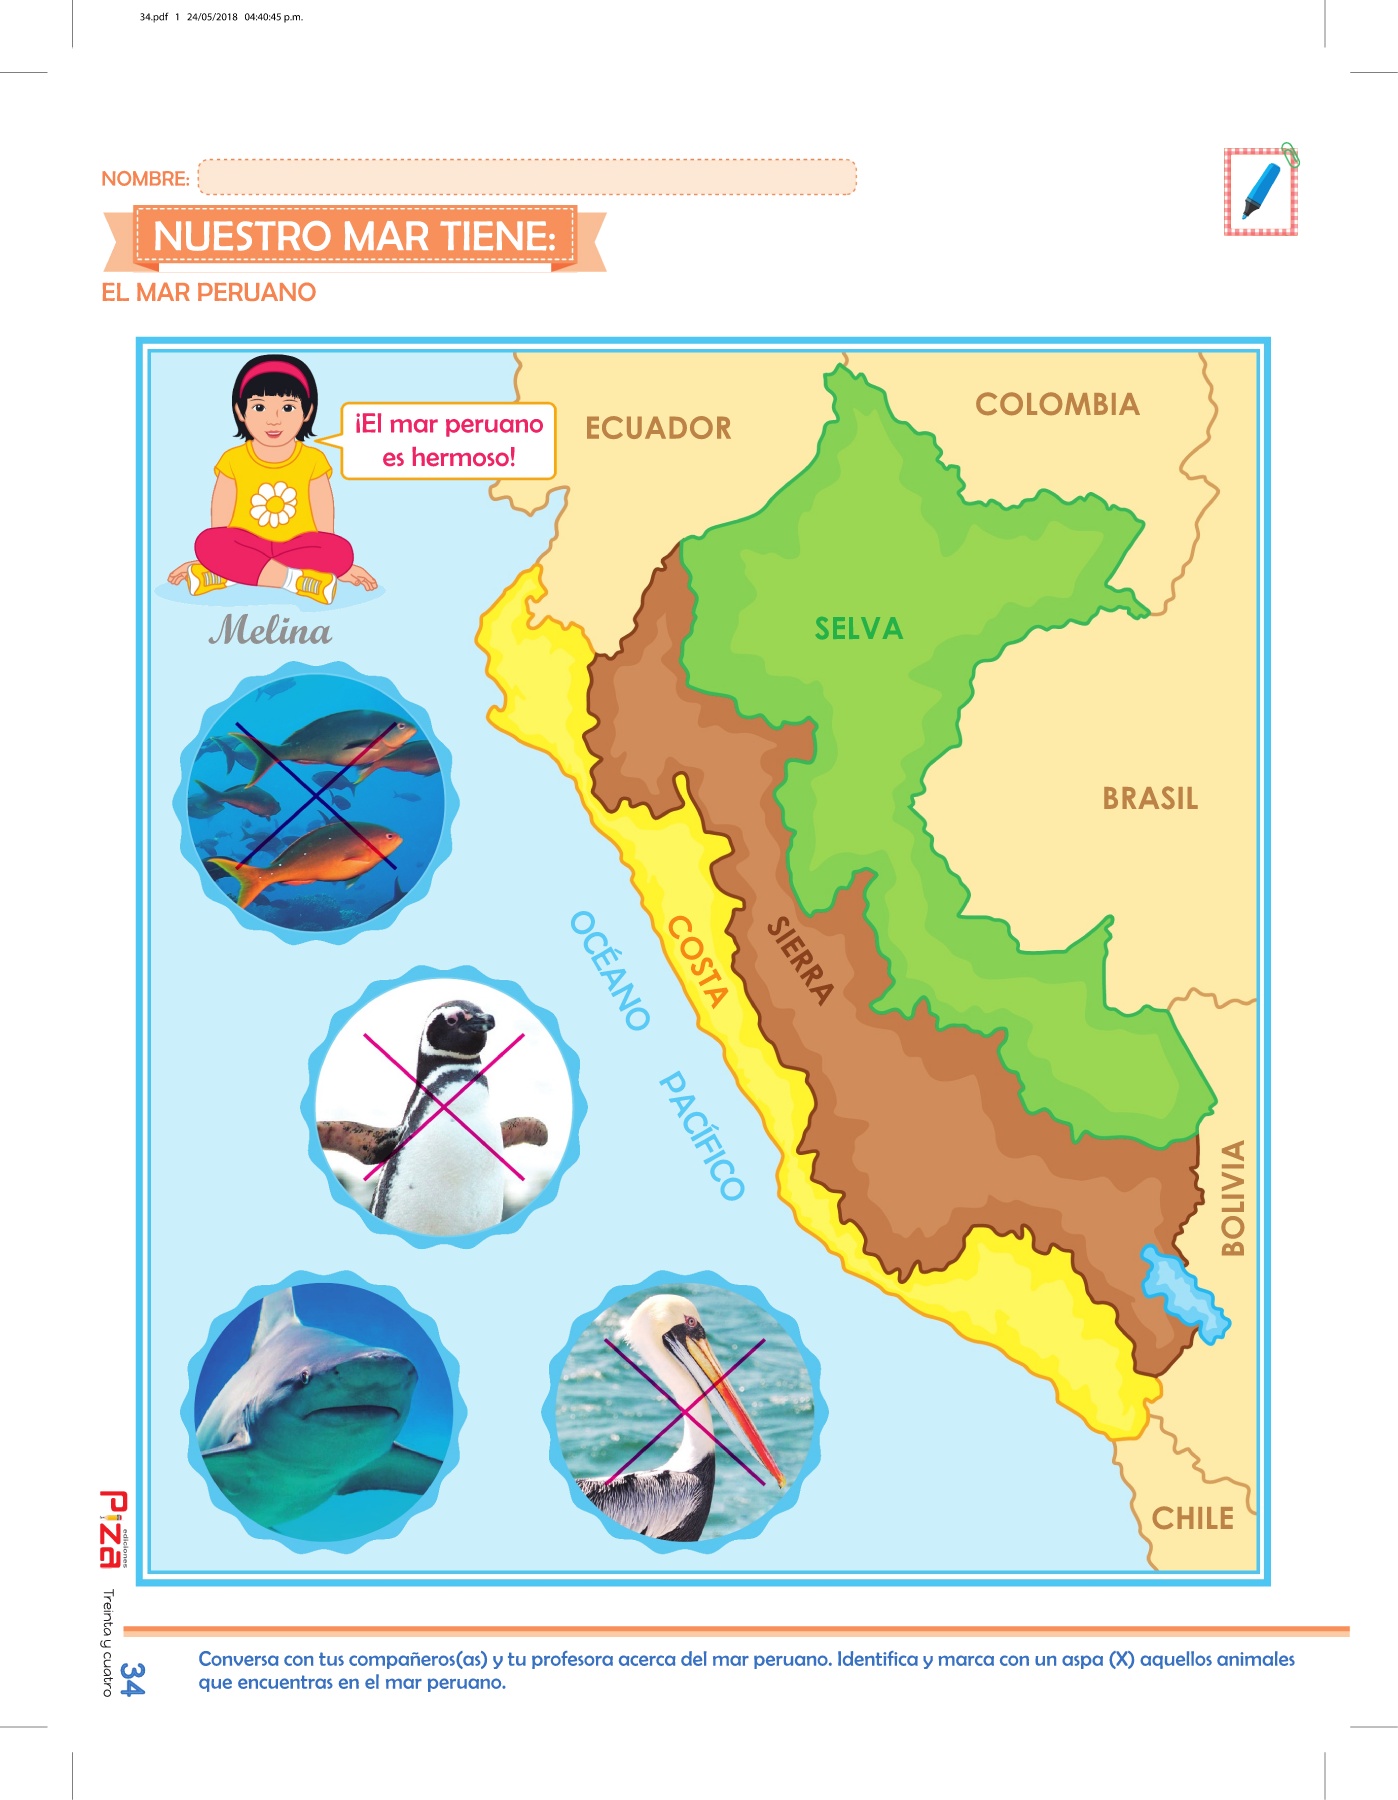 34.pdf 1 24/05/2018 04:40:45 p.m.
NOMBRE:
NUESTRO MAR TIENE:
EL MAR PERUANO
¡El mar peruano
es hermoso!
Melina
ECUADOR
COLOMBIA
SELVA
BRASIL
COSTA
SIERRA
OCÉANO
PACÍFICO
BOLIVIA
CHILE
Piza
ediciones
Treinta y cuatro
34
Conversa con tus compañeros(as) y tu profesora acerca del mar peruano. Identifica y marca con un aspa (X) aquellos animales
que encuentras en el mar peruano.